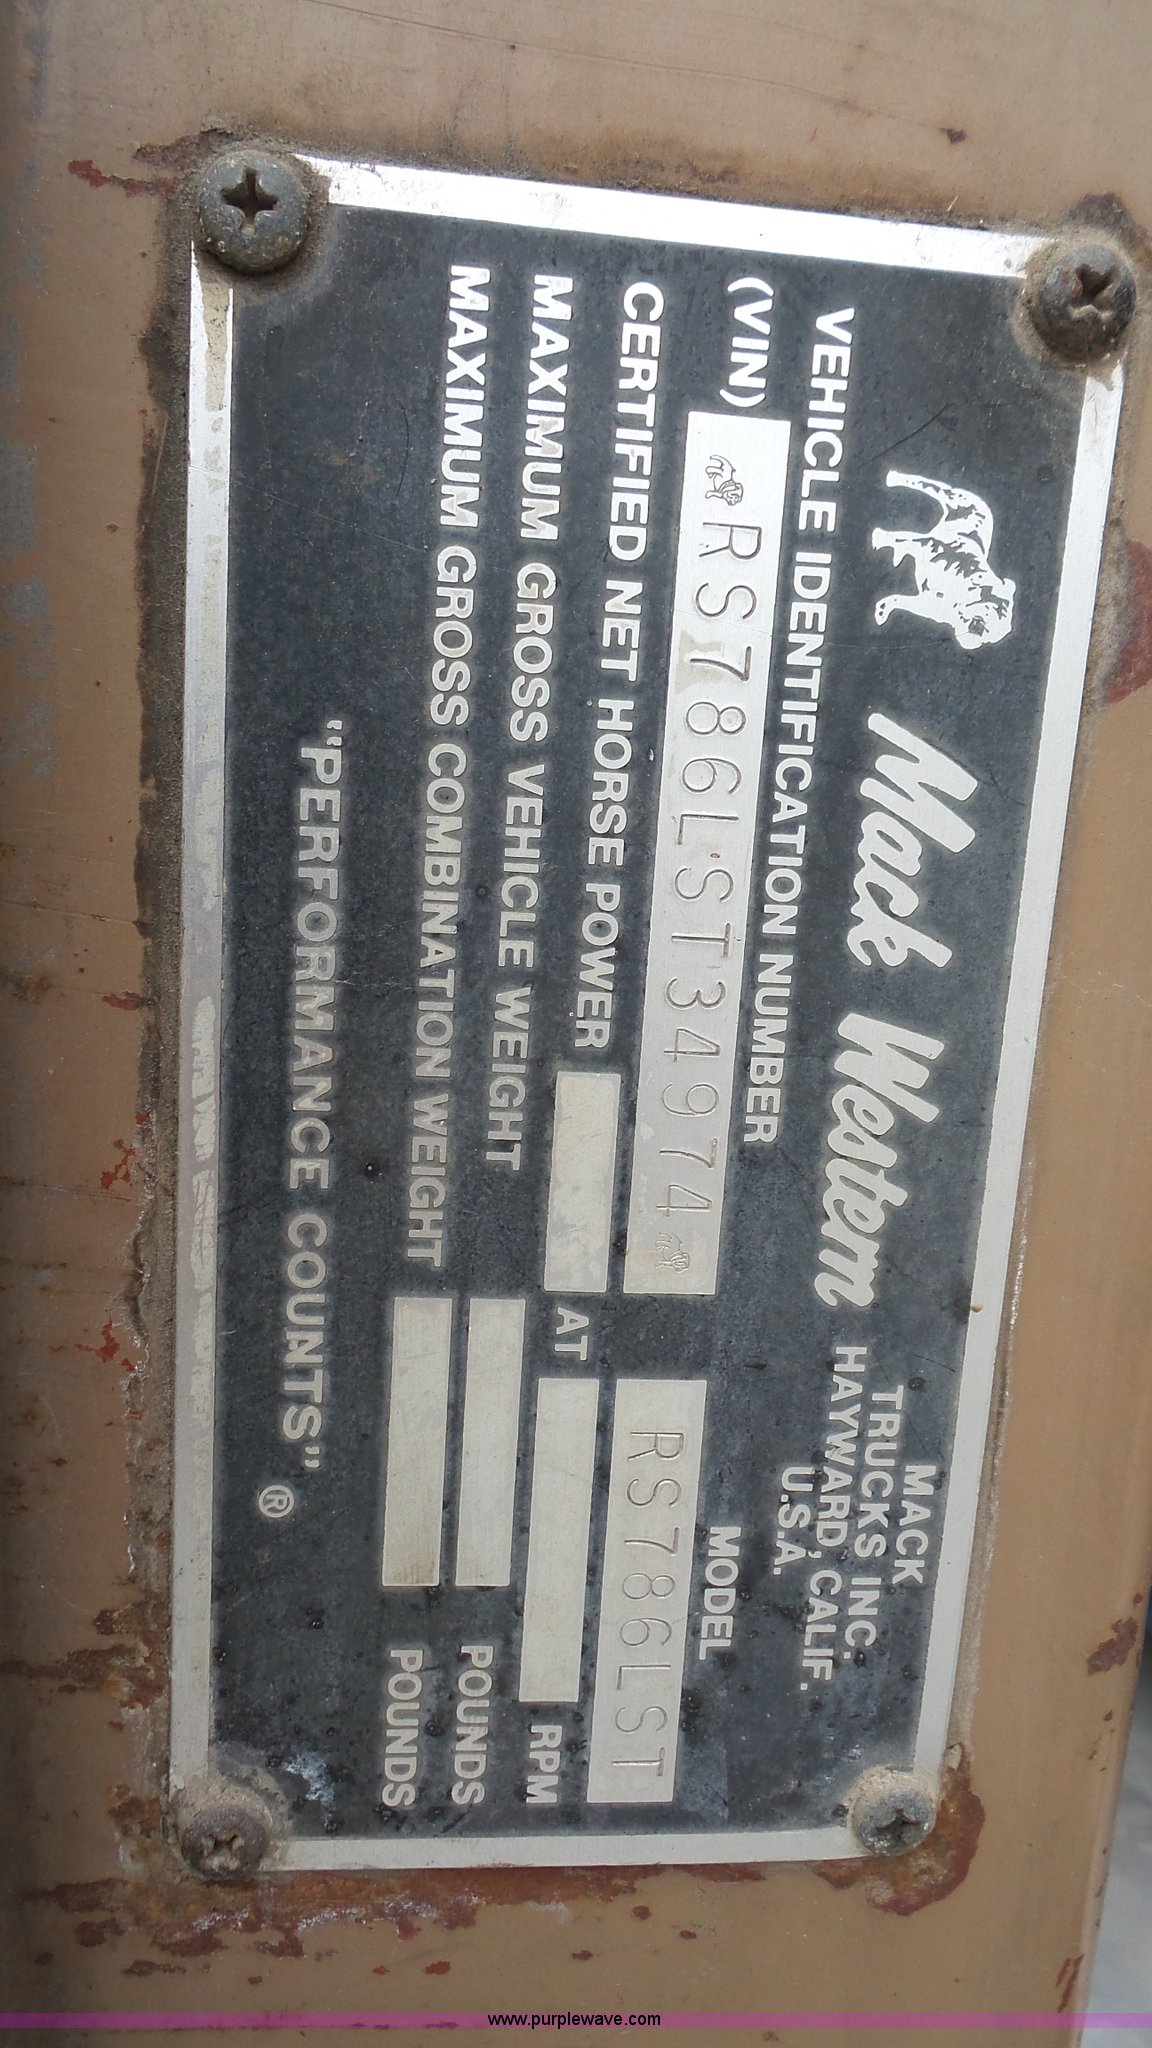 Mack Western
MACK
TRUCKS INC.
HAYWARD, CALIF.
U.S.A.
VEHICLE IDENTIFICATION NUMBER
MODEL
(VIN) RS786LST34974 RS786LST
CERTIFIED NET HORSE POWER AT RPM
MAXIMUM GROSS VEHICLE WEIGHT POUNDS
MAXIMUM GROSS COMBINATION WEIGHT POUNDS
"PERFORMANCE COUNTS" ®
www.purplewave.com